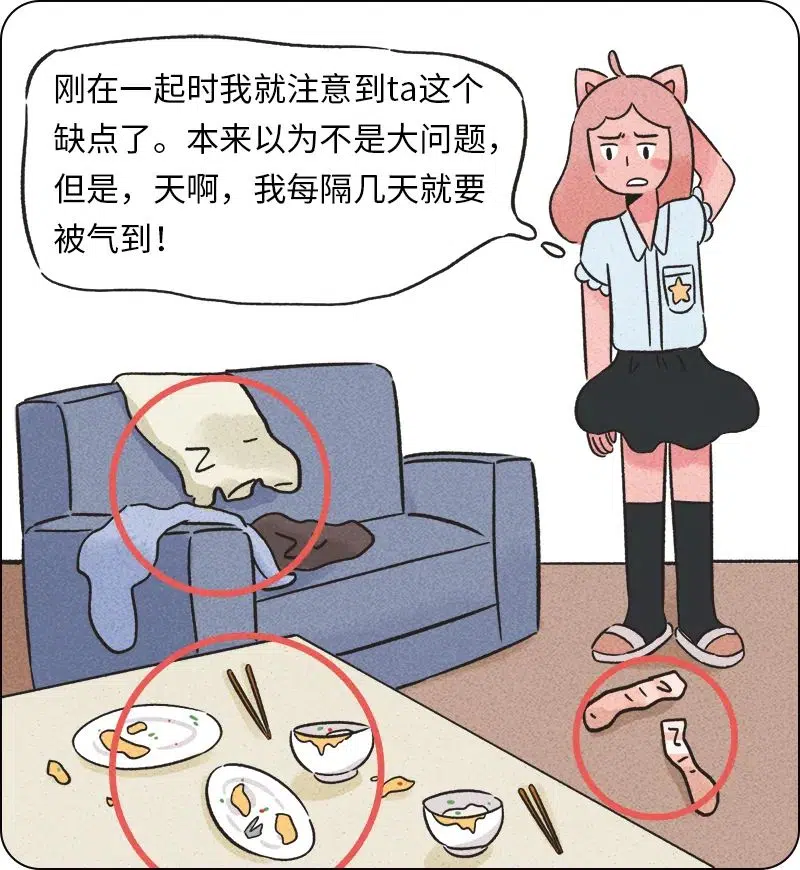 刚在一起时我就注意到ta这个
缺点了。本来以为不是大问题，
但是，天啊，我每隔几天就要
被气到！